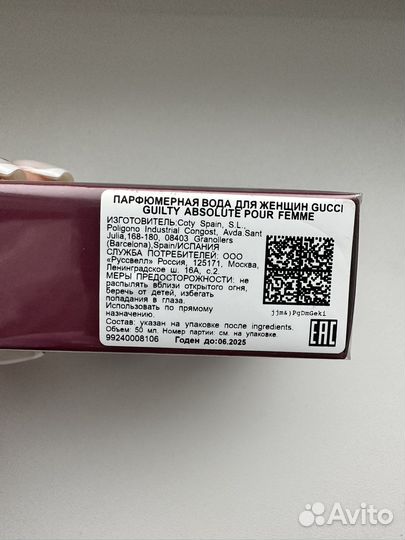 ПАРФЮМЕРНАЯ ВОДА ДЛЯ ЖЕНЩИН GUCCI
GUILTY ABSOLUTE POUR FEMME
ИЗГОТОВИТЕЛЬ:Coty Spain, S.L.,
Poligono Industrial Congost, Avda.Sant
Julia,168-180, 08403 Granollers
(Barcelona),Spain/ИСПАНИЯ
СЛУЖБА ПОТРЕБИТЕЛЕЙ: ООО
«Руссвелл» Россия, 125171, Москва,
Ленинградское ш. 16А, с.2.
МЕРЫ ПРЕДОСТОРОЖНОСТИ: не
распылять вблизи открытого огня,
беречь от детей, избегать
попадания в глаза.
Использовать по прямому
назначению.
Состав: указан на упаковке после ingredients.
Объем: 50 мл. Номер партии: см. на упаковке.
99240008106 Годен до:06.2025
jjm&)PgDmGeki
EAC
Avito